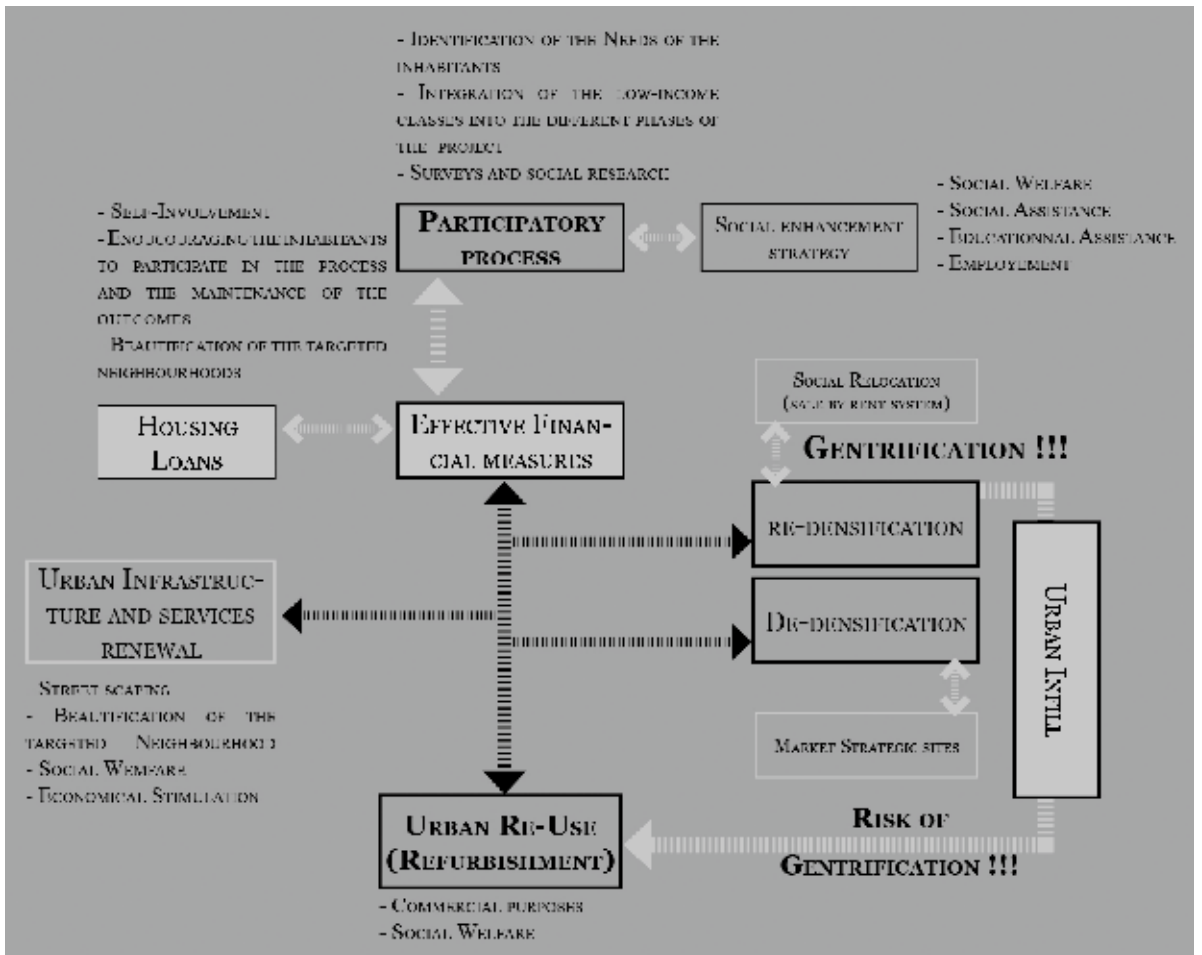 - Identification of the Needs of the
inhabitants
- Integration of the low-income
classes into the different phases of
the project
- Surveys and social research
Participatory
process
Social enhancement
strategy
- Social Welfare
- Social Assistance
- Educationnal Assistance
- Employement
- Self-Involvement
- Enoucouraging the inhabitants
to participate in the process
and the maintenance of the
outcomes
Beautification of the targeted
neighbourhoods
Housing
Loans
Effective Finan-
cial measures
Social Relocation
(sale by rent system)
Gentrification !!!
re-densification
De-densification
Market Strategic sites
Urban Infill
Urban Infrastruc-
ture and services
renewal
- Street scaping
- Beautification of the
targeted Neighbourhood
- Social Wemfare
- Economical Stimulation
Urban Re-Use
(Refurbishment)
- Commercial purposes
- Social Welfare
Risk of
Gentrification !!!